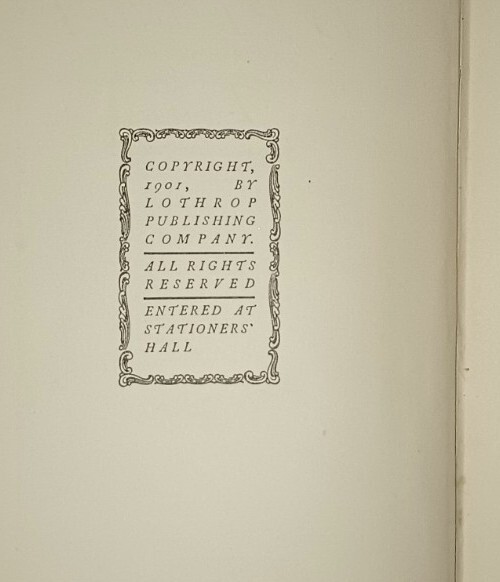 COPYRIGHT,
1901, BY
LOTHROP
PUBLISHING
COMPANY.
ALL RIGHTS
RESERVED
ENTERED AT
STATIONERS'
HALL